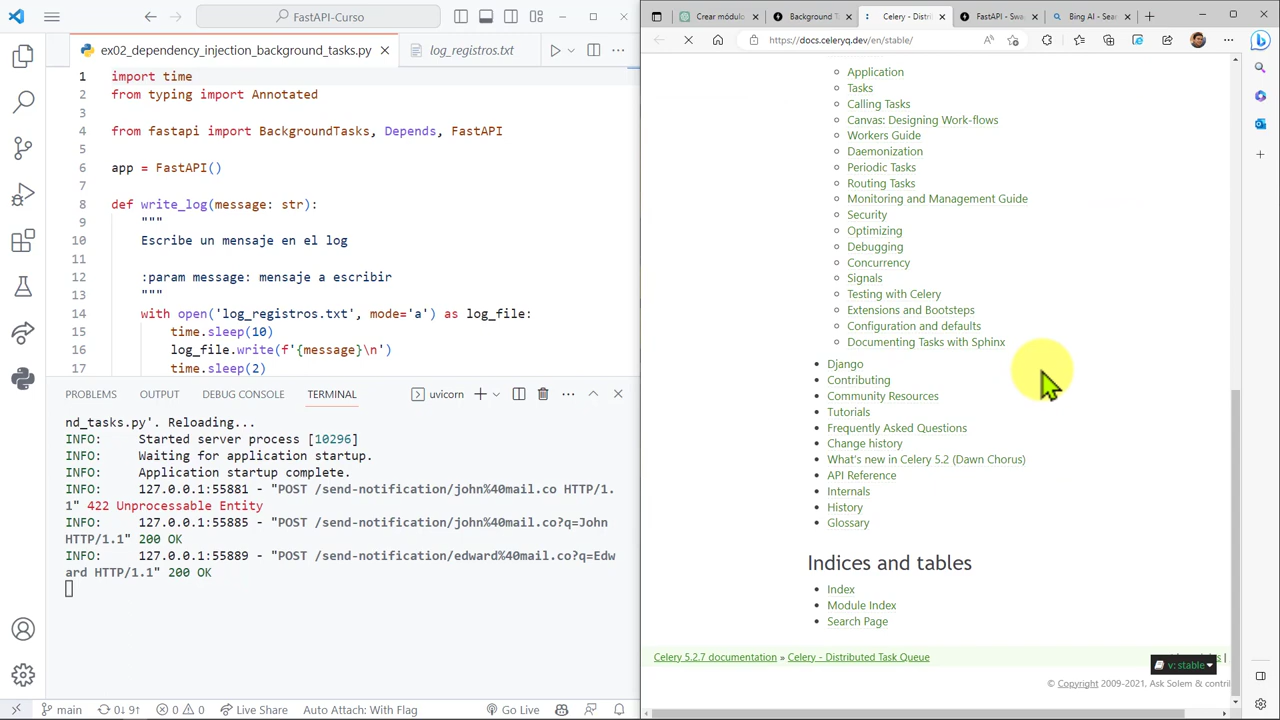 FastAPI-Curso
ex02_dependency_injection_background_tasks.py
log_registros.txt
1 import time
2 from typing import Annotated
3
4 from fastapi import BackgroundTasks, Depends, FastAPI
5
6 app = FastAPI()
7
8 def write_log(message: str):
9 """
10 Escribe un mensaje en el log
11
12 :param message: mensaje a escribir
13 """
14 with open('log_registros.txt', mode='a') as log_file:
15 time.sleep(10)
16 log_file.write(f'{message}\n')
17 time.sleep(2)
PROBLEMS OUTPUT DEBUG CONSOLE TERMINAL uvicorn
nd_tasks.py'. Reloading...
INFO: Started server process [10296]
INFO: Waiting for application startup.
INFO: Application startup complete.
INFO: 127.0.0.1:55881 - "POST /send-notification/john%40mail.co HTTP/1.
1" 422 Unprocessable Entity
INFO: 127.0.0.1:55885 - "POST /send-notification/john%40mail.co?q=John
HTTP/1.1" 200 OK
INFO: 127.0.0.1:55889 - "POST /send-notification/edward%40mail.co?q=Edw
ard HTTP/1.1" 200 OK
main 0↓ 9↑ 0 0 Live Share Auto Attach: With Flag Go Live
Crear módulo Background T Celery - Distri FastAPI - Swa Bing AI - Sear
https://docs.celeryq.dev/en/stable/
Application
Tasks
Calling Tasks
Canvas: Designing Work-flows
Workers Guide
Daemonization
Periodic Tasks
Routing Tasks
Monitoring and Management Guide
Security
Optimizing
Debugging
Concurrency
Signals
Testing with Celery
Extensions and Bootsteps
Configuration and defaults
Documenting Tasks with Sphinx
Django
Contributing
Community Resources
Tutorials
Frequently Asked Questions
Change history
What's new in Celery 5.2 (Dawn Chorus)
API Reference
Internals
History
Glossary
Indices and tables
Index
Module Index
Search Page
Celery 5.2.7 documentation » Celery - Distributed Task Queue
v: stable
© Copyright 2009-2021, Ask Solem & contri